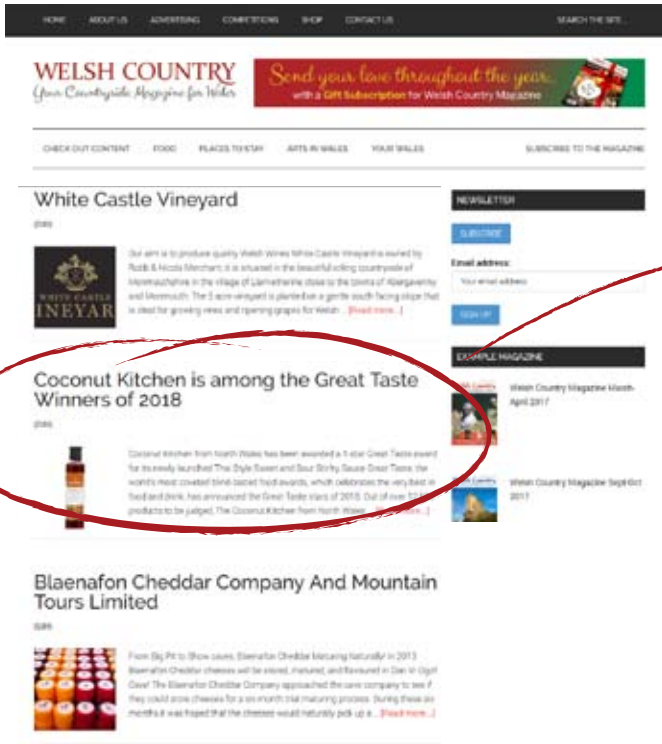 HOME ABOUT US ADVERTISING COMPETITIONS SHOP CONTACT US SEARCH THE SITE...
WELSH COUNTRY
Your Countryside Magazine for Wales
Send your love throughout the year...
with a Gift Subscription for Welsh Country Magazine
CHECK OUT CONTENT FOOD PLACES TO STAY ARTS IN WALES YOUR WALES SUBSCRIBE TO THE MAGAZINE
White Castle Vineyard
WHITE CASTLE
INEYAR
Our aim is to produce quality Welsh Wines White Castle Vineyard is owned by
Robb & Nicola Merchant, it is situated in the beautiful rolling countryside of
Monmouthshire in the village of Llanvetherine close to the towns of Abergavenny
and Monmouth. The 5 acre vineyard is planted on a gentle south facing slope that
is ideal for growing vines and ripening grapes for Welsh ... [Read more...]
Coconut Kitchen is among the Great Taste
Winners of 2018
Coconut Kitchen from North Wales has been awarded a 1-star Great Taste award
for its newly launched Thai Style Sweet and Sour Sticky Sauce Great Taste, the
world's most coveted blind-tasted food awards, which celebrates the very best in
food and drink, has announced the Great Taste stars of 2018. Out of over
products to be judged, The Coconut Kitchen from North Wales
Blaenafon Cheddar Company And Mountain
Tours Limited
From Big Pit to Show caves, Blaenafon Cheddar Maturing Naturally! In 2013
Blaenafon Cheddar cheeses will be stored, matured, and flavoured in Dan Yr Ogof
Cave! The Blaenafon Cheddar Company approached the cave company to see if
they could store cheeses for a six month trial maturing process. During these six
months it was hoped that the cheeses would naturally pick up a ... [Read more...]
NEWSLETTER
SUBSCRIBE
Email address:
Your email address
SIGN UP
EXAMPLE MAGAZINE
Welsh Country Magazine March-
April 2017
Welsh Country Magazine Sept-Oct
2017